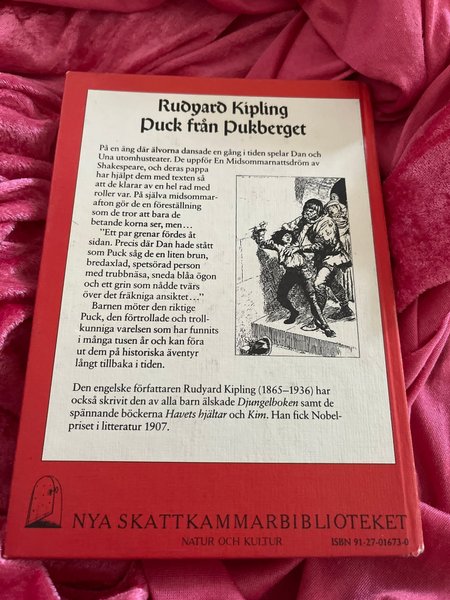 Rudyard Kipling
Puck från Pukberget
På en äng där älvorna dansade en gång i tiden spelar Dan och
Una utomhusteater. De uppför En Midsommarnattsdröm av
Shakespeare, och deras pappa
har hjälpt dem med texten så
att de klarar av en hel rad med
roller var. På själva midsommar-
afton gör de en föreställning
som de tror att bara de
betande korna ser, men…
"Ett par grenar fördes åt
sidan. Precis där Dan hade stått
som Puck såg de en liten brun,
bredaxlad, spetsörad person
med trubbnäsa, sneda blåa ögon
och ett grin som nådde tvärs
över det fräkniga ansiktet…"
Barnen möter den riktige
Puck, den förtrollade och troll-
kunniga varelsen som har funnits
i många tusen år och kan föra
ut dem på historiska äventyr
långt tillbaka i tiden.
Den engelske författaren Rudyard Kipling (1865–1936) har
också skrivit den av alla barn älskade Djungelboken samt de
spännande böckerna Havets hjältar och Kim. Han fick Nobel-
priset i litteratur 1907.
NYA SKATTKAMMARBIBLIOTEKET
NATUR OCH KULTUR
ISBN 91-27-01673-0